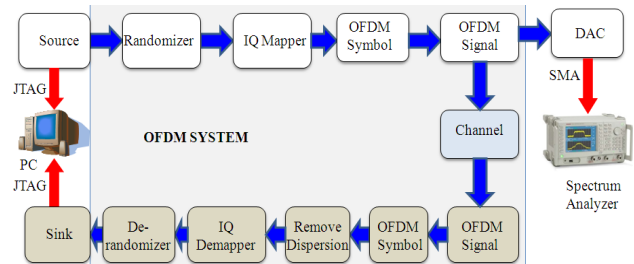 Source
Randomizer
IQ Mapper
OFDM
Symbol
OFDM
Signal
DAC
JTAG
SMA
PC
JTAG
OFDM SYSTEM
Channel
Spectrum
Analyzer
Sink
De-
randomizer
IQ
Demapper
Remove
Dispersion
OFDM
Symbol
OFDM
Signal